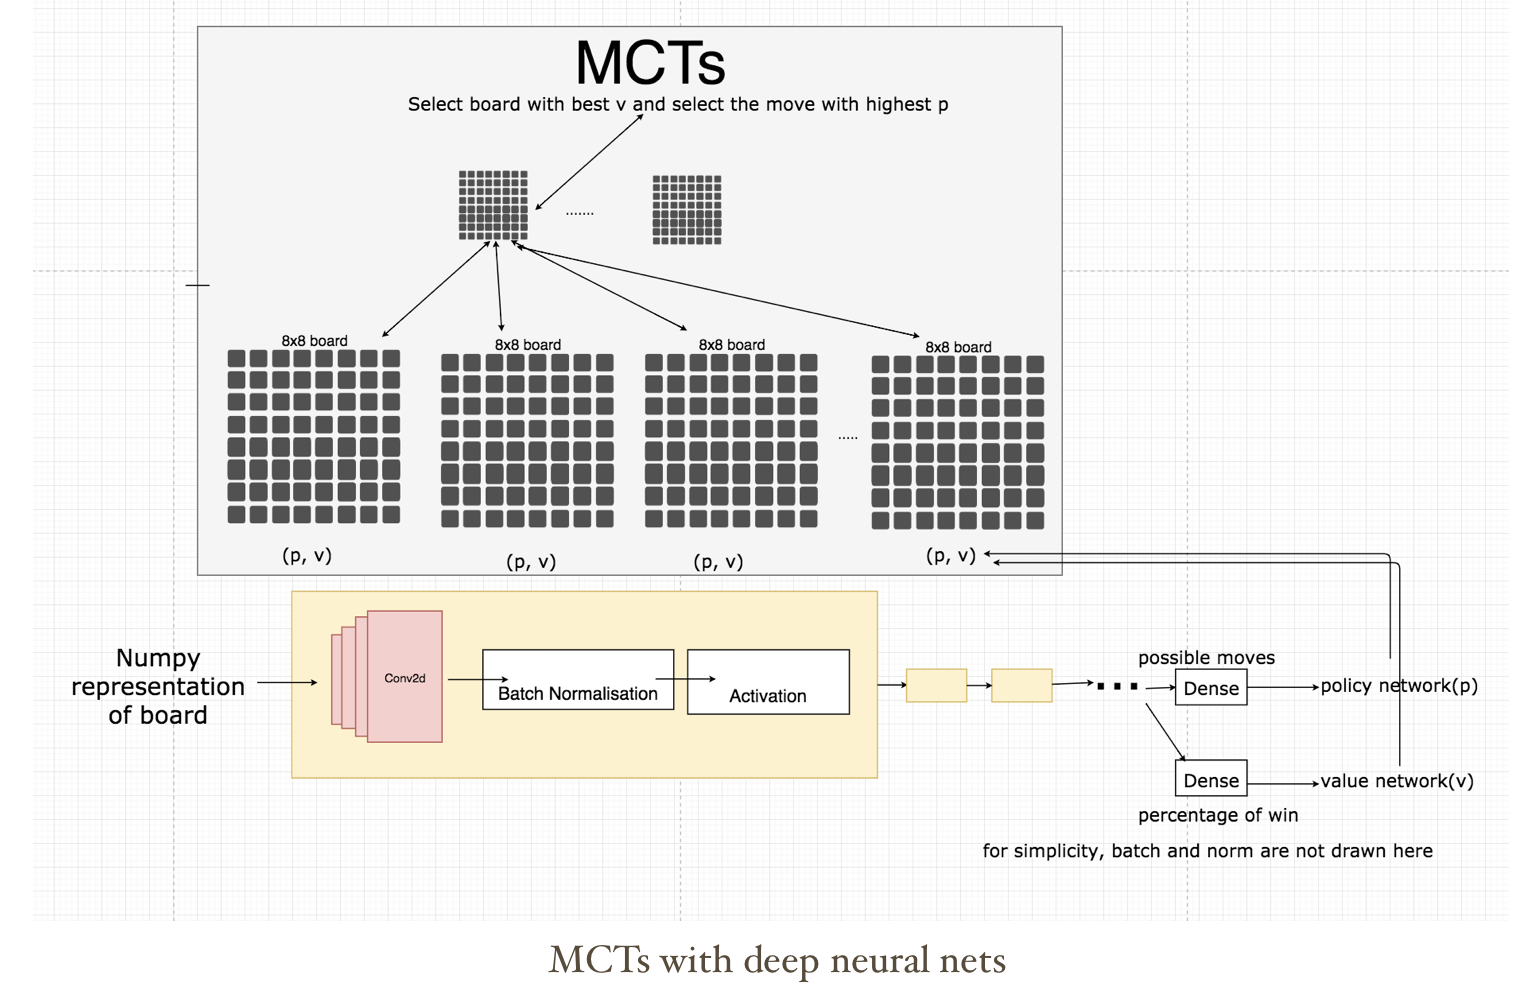 MCTs
Select board with best v and select the move with highest p
.......
8x8 board
8x8 board
8x8 board
8x8 board
.....
(p, v)
(p, v)
(p, v)
(p, v)
Numpy
representation
of board
Conv2d
Batch Normalisation
Activation
possible moves
Dense
policy network(p)
Dense
value network(v)
percentage of win
for simplicity, batch and norm are not drawn here
MCTs with deep neural nets